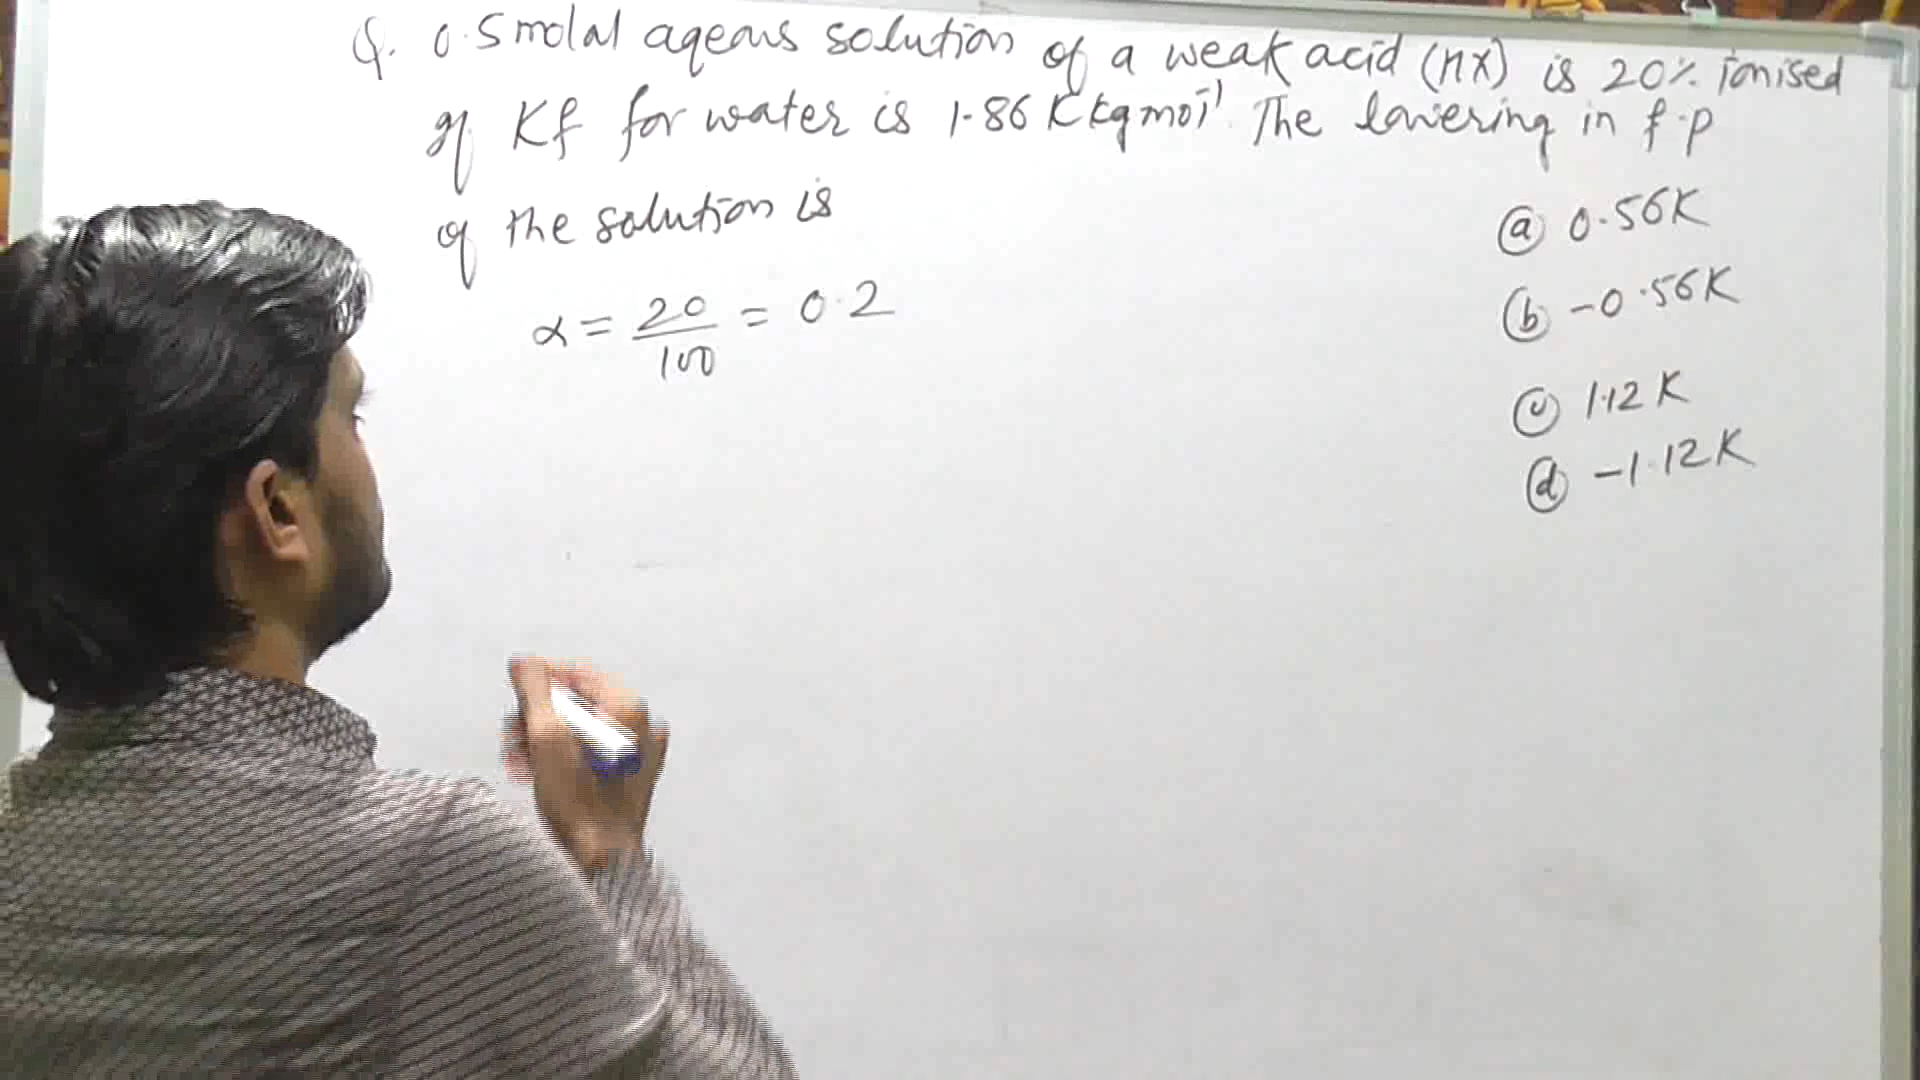 Q. 0.5 molal aqeous solution of a weak acid (HX) is 20% ionised
if Kf for water is 1.86 K kg mol⁻¹. The lowering in f.p
of the solution is
(a) 0.56K
(b) -0.56K
(c) 1.12 K
(d) -1.12K
α = 20/100 = 0.2